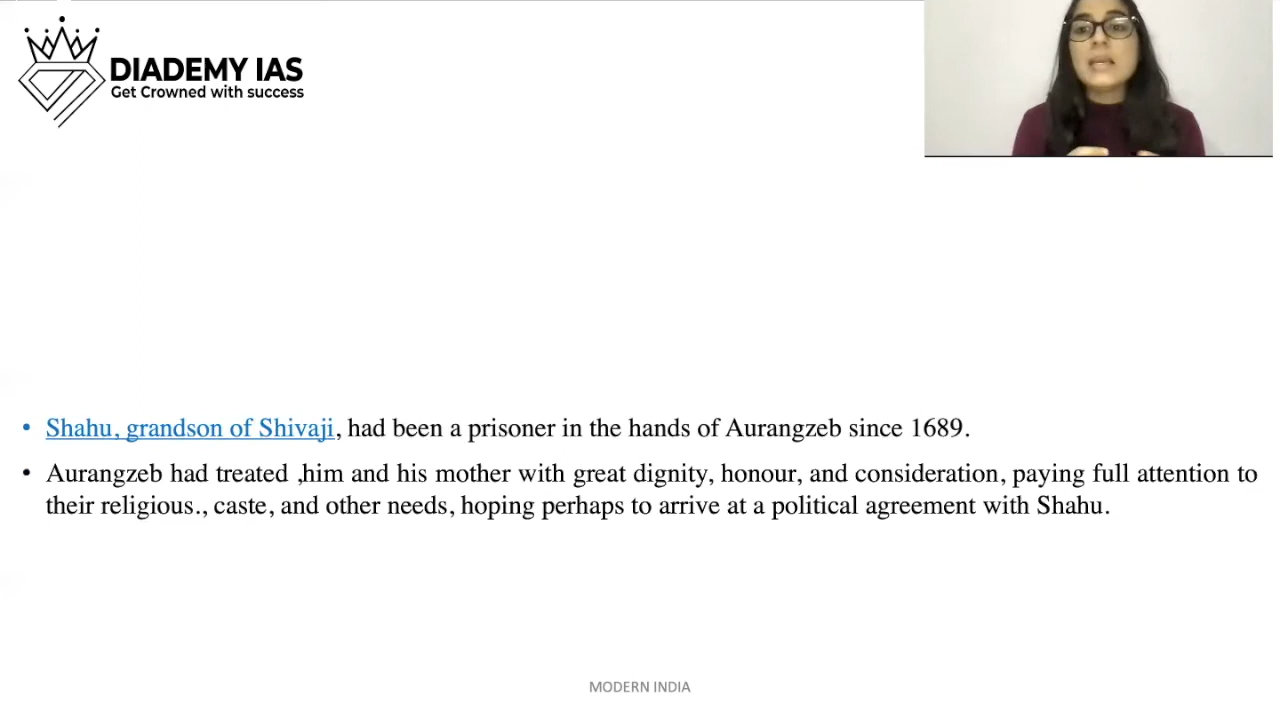 DIADEMY IAS
Get Crowned with success
• Shahu, grandson of Shivaji, had been a prisoner in the hands of Aurangzeb since 1689.
• Aurangzeb had treated ,him and his mother with great dignity, honour, and consideration, paying full attention to
their religious., caste, and other needs, hoping perhaps to arrive at a political agreement with Shahu.
MODERN INDIA